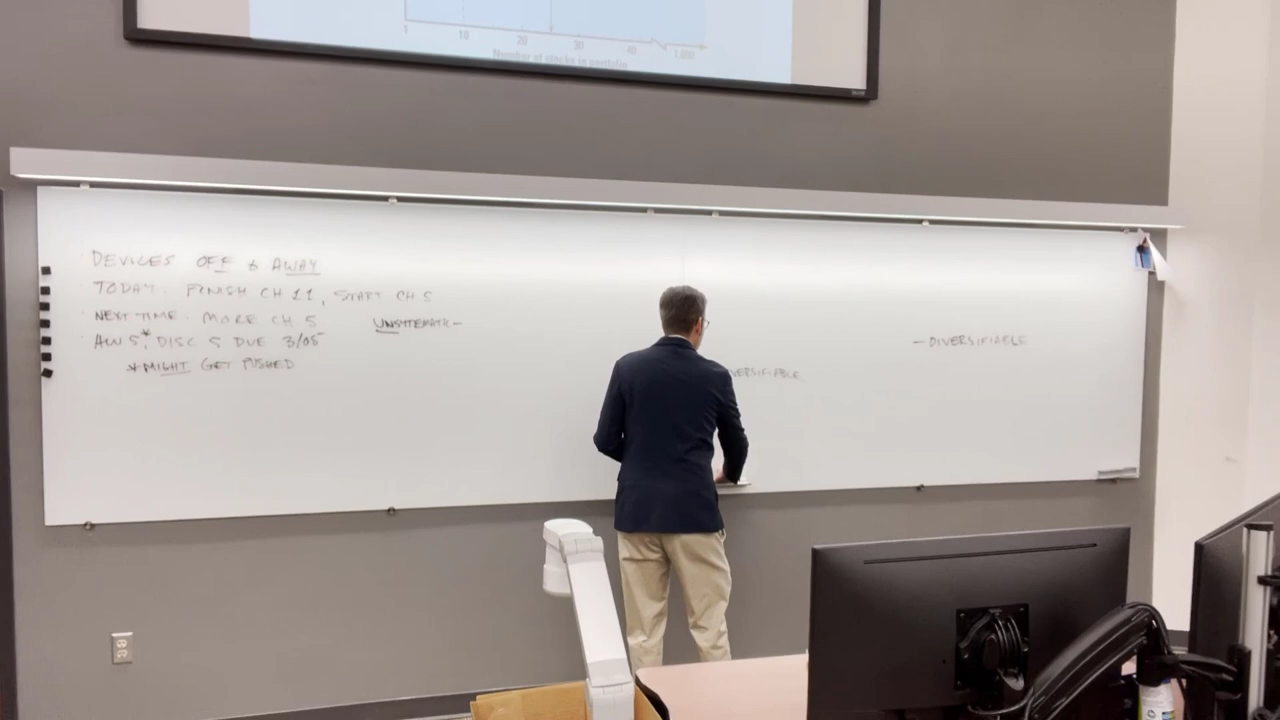 1 10 20 30 40 1,000
Number of stocks in portfolio
DEVICES OFF & AWAY
TODAY: FINISH CH 11, START CH 5
NEXT TIME: MORE CH 5
HW 5*, DISC 5 DUE 3/05
*MIGHT GET PUSHED
UNSYTEMATIC -
VERSIFIABLE
- DIVERSIFIABLE